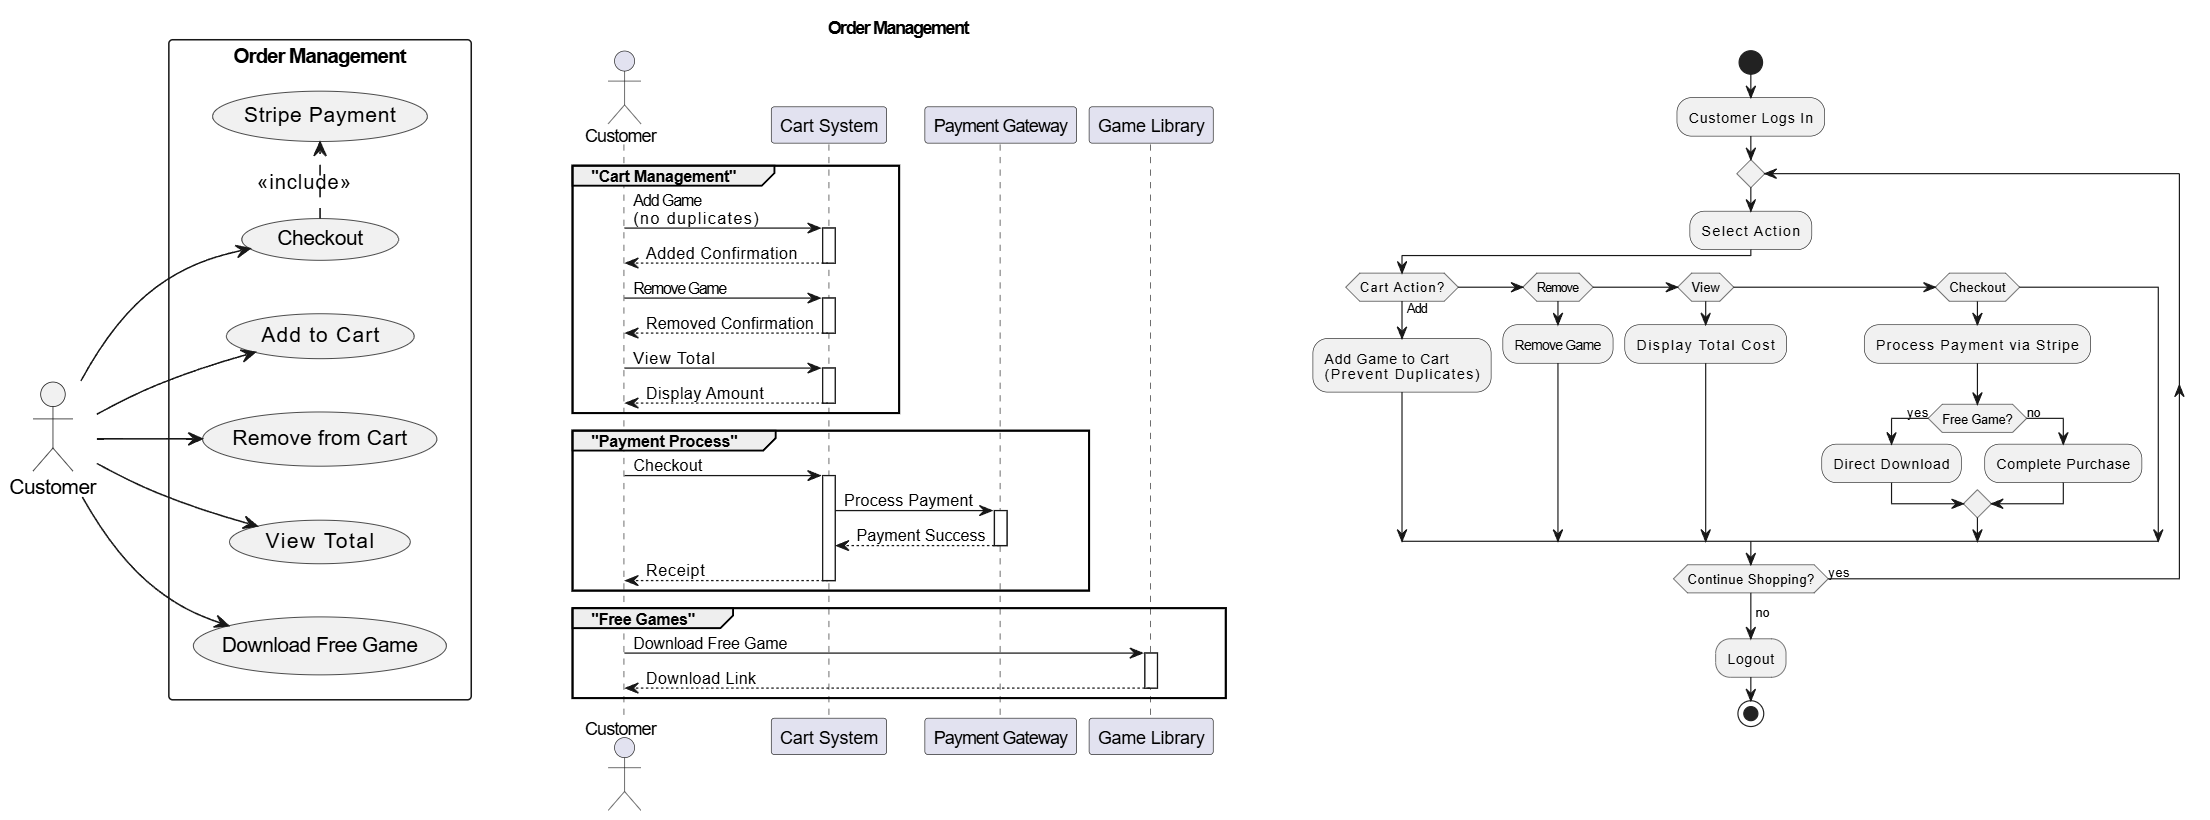 Order Management
Stripe Payment
«include»
Checkout
Add to Cart
Remove from Cart
Customer
View Total
Download Free Game
Order Management
Customer
Cart System
Payment Gateway
Game Library
"Cart Management"
Add Game
(no duplicates)
Added Confirmation
Remove Game
Removed Confirmation
View Total
Display Amount
"Payment Process"
Checkout
Process Payment
Payment Success
Receipt
"Free Games"
Download Free Game
Download Link
Customer
Cart System
Payment Gateway
Game Library
Customer Logs In
Select Action
Cart Action?
Remove
View
Checkout
Add
Add Game to Cart
(Prevent Duplicates)
Remove Game
Display Total Cost
Process Payment via Stripe
yes
Free Game?
no
Direct Download
Complete Purchase
Continue Shopping?
yes
no
Logout